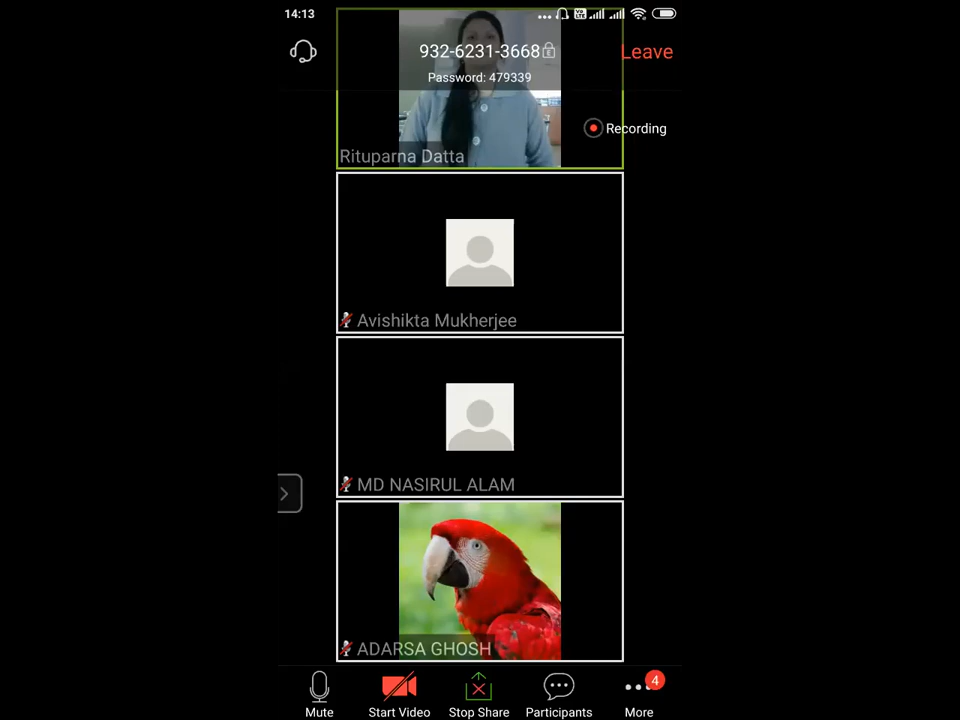 14:13
932-6231-3668
Password: 479339
Leave
Recording
Rituparna Datta
Avishikta Mukherjee
MD NASIRUL ALAM
ADARSA GHOSH
Mute
Start Video
Stop Share
Participants
More
4